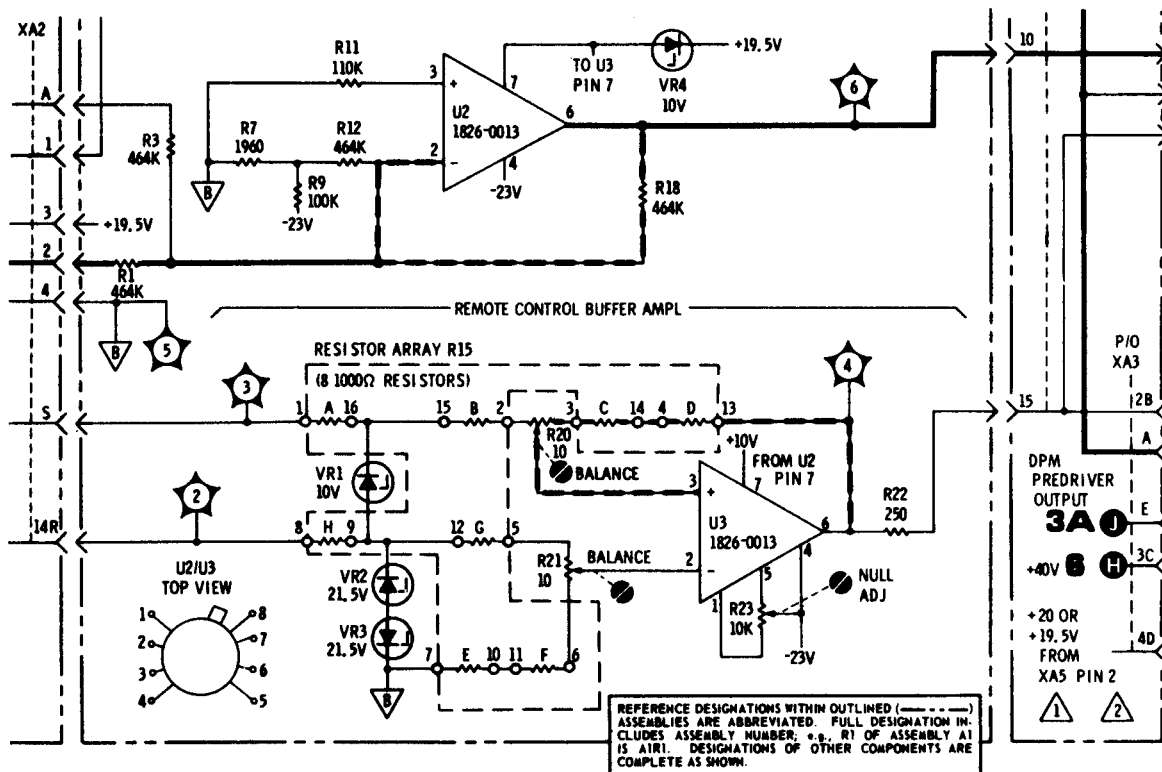 XA2
A
1
3
+19.5V
2
4
R3
464K
R1
464K
B
5
R11
110K
R7
1960
R12
464K
R9
100K
-23V
B
3
+
7
U2
1826-0013
6
2
-
4
-23V
TO U3
PIN 7
VR4
10V
+19.5V
6
R18
464K
10
REMOTE CONTROL BUFFER AMPL
RESISTOR ARRAY R15
(8 1000Ω RESISTORS)
3
4
S
1
A
16
15
B
2
R20
10
3
C
14
4
D
13
BALANCE
VR1
10V
+10V
FROM U2
PIN 7
7
3
+
U3
1826-0013
6
2
-
4
5
1
R22
250
15
2
14R
8
H
9
12
G
5
R21
10
BALANCE
NULL
ADJ
R23
10K
-23V
VR2
21.5V
VR3
21.5V
7
E
10
11
F
6
B
U2/U3
TOP VIEW
1
2
3
4
8
7
6
5
P/O
XA3
2B
A
DPM
PREDRIVER
OUTPUT
3A J
E
+40V 6 H
3C
+20 OR
+19.5V
FROM
XA5 PIN 2
4D
1
2
REFERENCE DESIGNATIONS WITHIN OUTLINED (
)
ASSEMBLIES ARE ABBREVIATED. FULL DESIGNATION IN-
CLUDES ASSEMBLY NUMBER; e.g., R1 OF ASSEMBLY A1
IS A1R1. DESIGNATIONS OF OTHER COMPONENTS ARE
COMPLETE AS SHOWN.